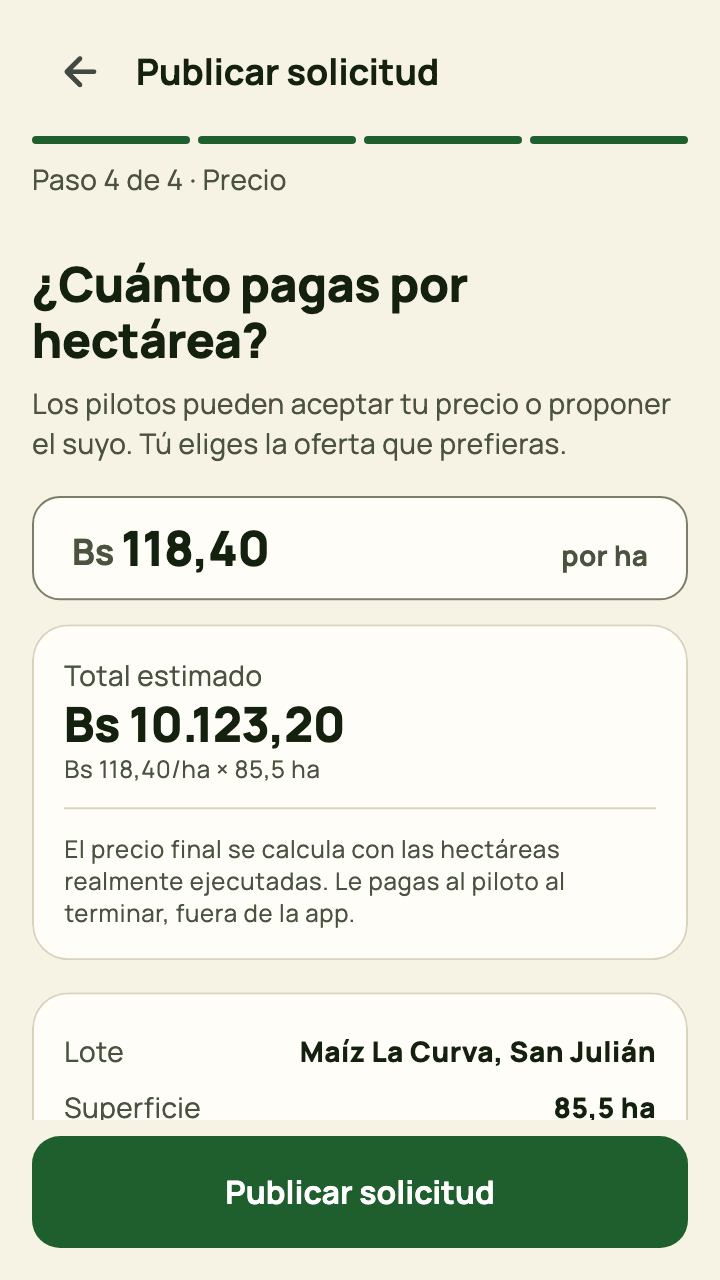 Publicar solicitud
Paso 4 de 4 · Precio
¿Cuánto pagas por
hectárea?
Los pilotos pueden aceptar tu precio o proponer
el suyo. Tú eliges la oferta que prefieras.
Bs 118,40 por ha
Total estimado
Bs 10.123,20
Bs 118,40/ha × 85,5 ha
El precio final se calcula con las hectáreas
realmente ejecutadas. Le pagas al piloto al
terminar, fuera de la app.
Lote Maíz La Curva, San Julián
Superficie 85,5 ha
Publicar solicitud